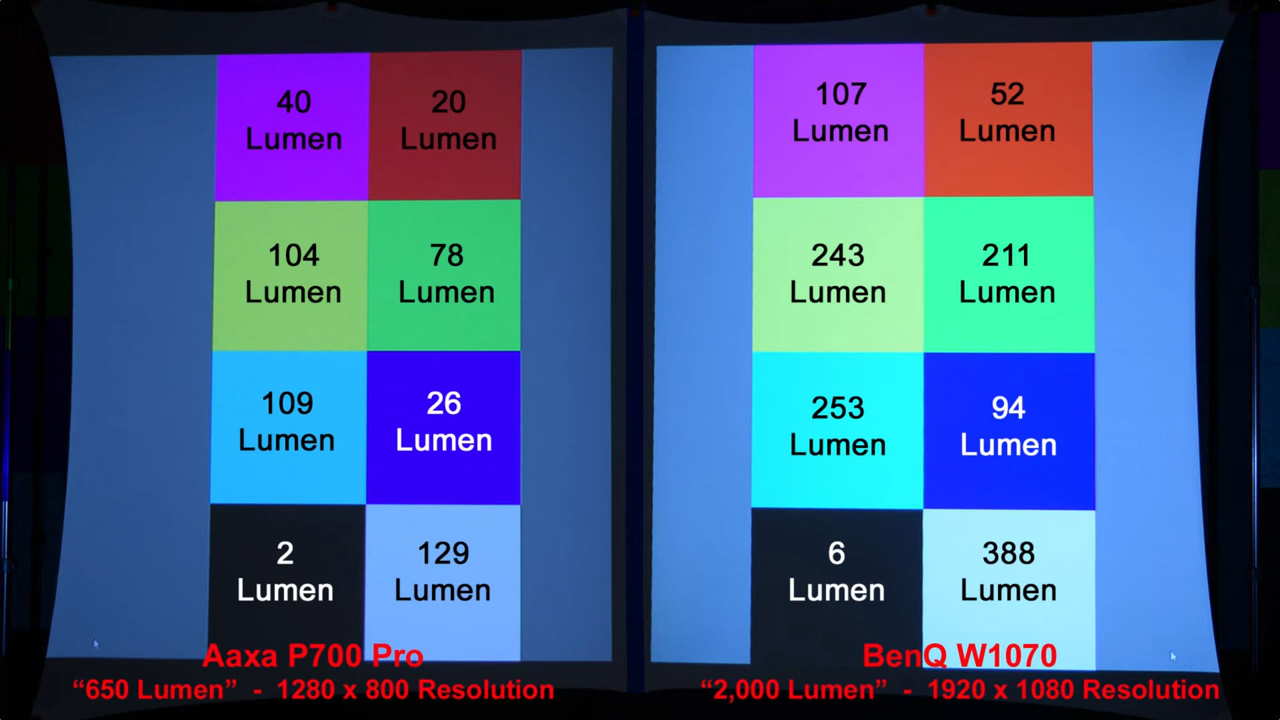 40
Lumen
20
Lumen
104
Lumen
78
Lumen
109
Lumen
26
Lumen
2
Lumen
129
Lumen
Aaxa P700 Pro
“650 Lumen” - 1280 x 800 Resolution
107
Lumen
52
Lumen
243
Lumen
211
Lumen
253
Lumen
94
Lumen
6
Lumen
388
Lumen
BenQ W1070
“2,000 Lumen” - 1920 x 1080 Resolution